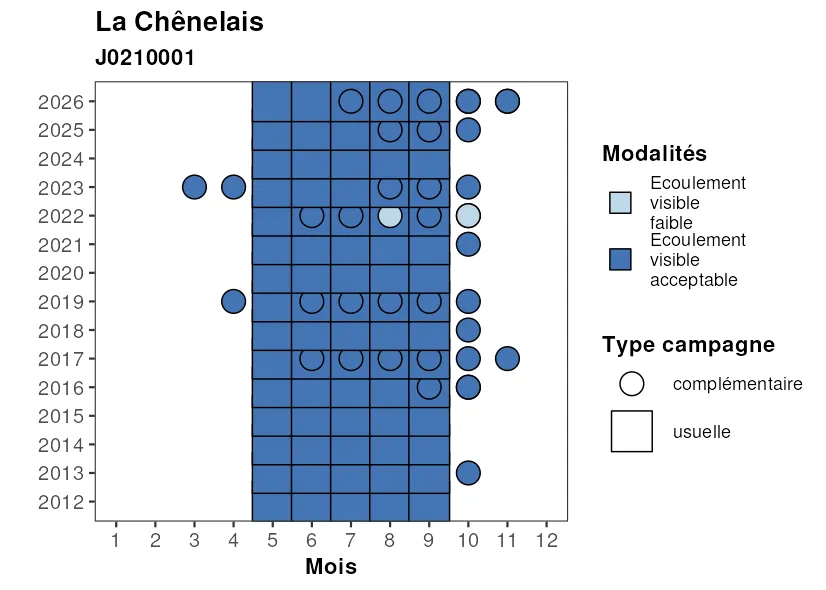 La Chênelais
J0210001
2026
2025
2024
2023
2022
2021
2020
2019
2018
2017
2016
2015
2014
2013
2012
1 2 3 4 5 6 7 8 9 10 11 12
Mois
Modalités
Ecoulement
visible
faible
Ecoulement
visible
acceptable
Type campagne
complémentaire
usuelle